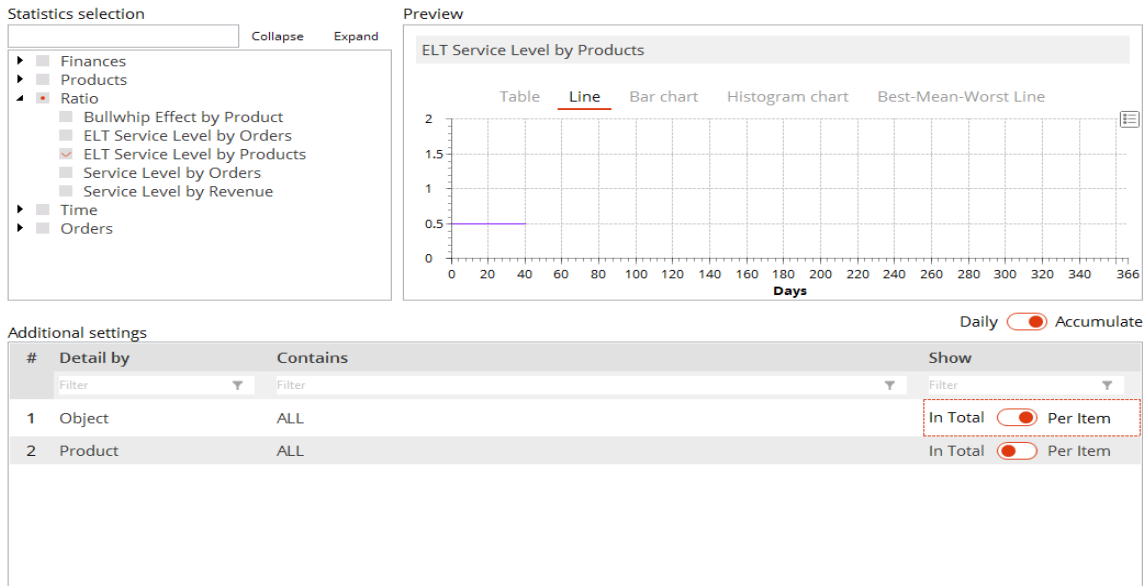 Statistics selection
Collapse Expand
Finances
Products
Ratio
Bullwhip Effect by Product
ELT Service Level by Orders
ELT Service Level by Products
Service Level by Orders
Service Level by Revenue
Time
Orders
Preview
ELT Service Level by Products
Table Line Bar chart Histogram chart Best-Mean-Worst Line
2
1.5
1
0.5
0
0 20 40 60 80 100 120 140 160 180 200 220 240 260 280 300 320 340 366
Days
Daily Accumulate
Additional settings
# Detail by Contains Show
Filter Filter Filter
1 Object ALL In Total Per Item
2 Product ALL In Total Per Item